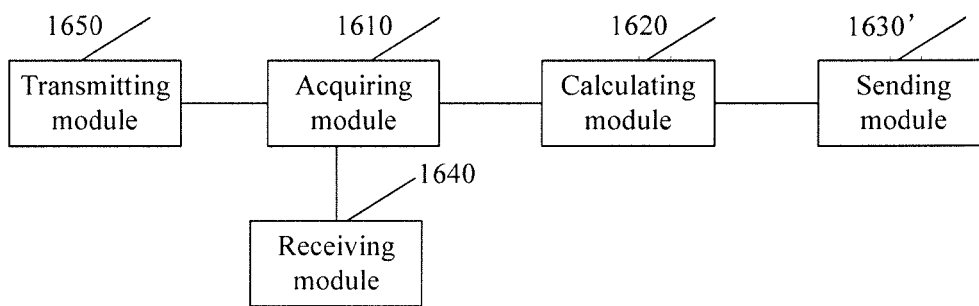 1650
1610
1620
1630’
Transmitting
module
Acquiring
module
Calculating
module
Sending
module
1640
Receiving
module